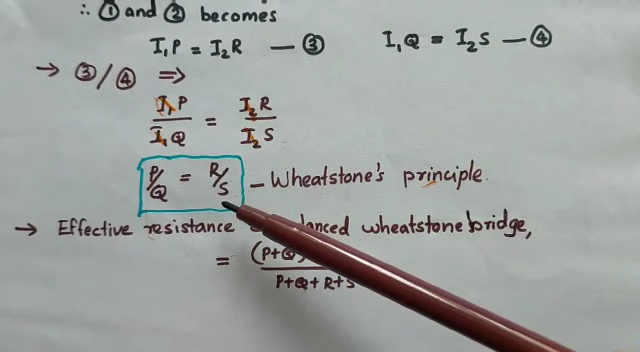 ∴ ① and ② becomes
I₁P = I₂R — ③ I₁Q = I₂S — ④
→ ③/④ ⇒
I₁P/I₁Q = I₂R/I₂S
P/Q = R/S – Wheatstone's principle.
→ Effective resistance wheatstone bridge,
= (P+Q)/P+Q+R+S